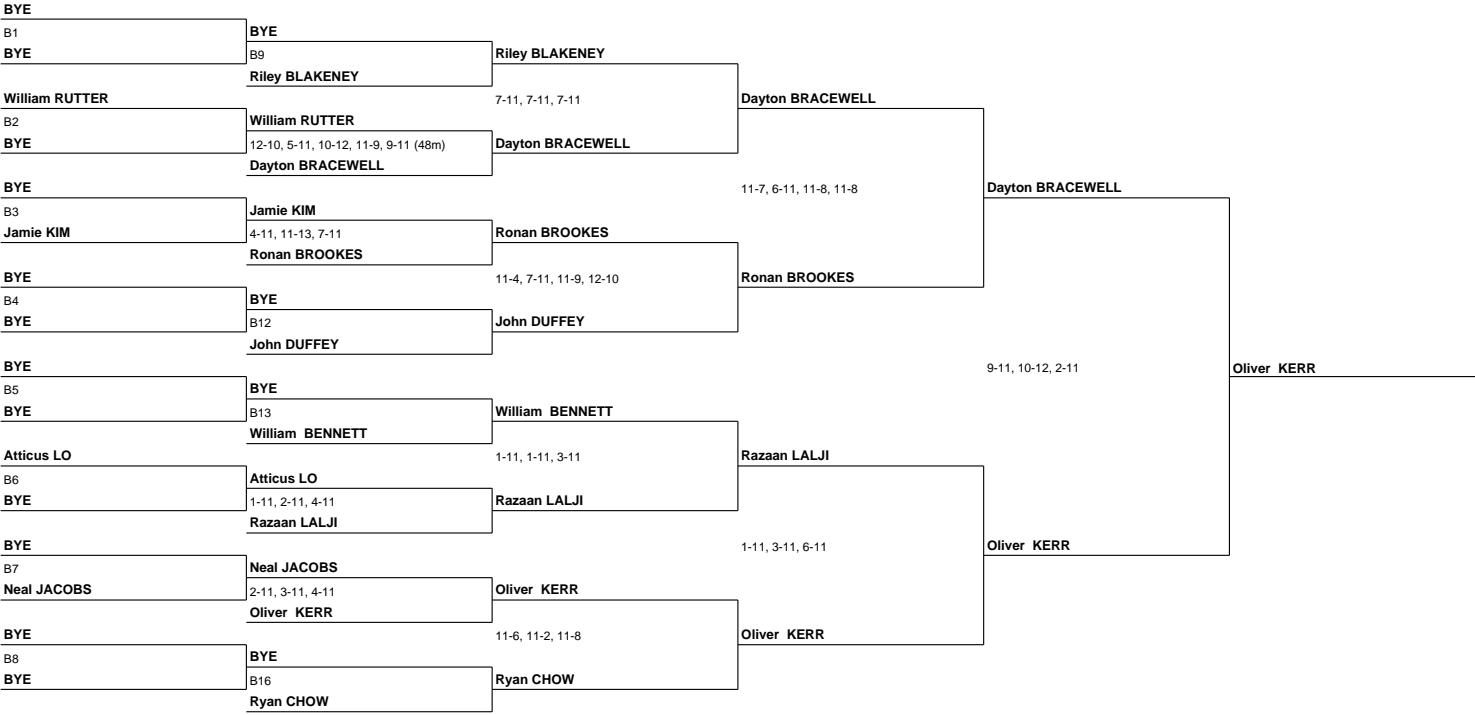 BYE
B1
BYE
BYE
B9
Riley BLAKENEY
Riley BLAKENEY
William RUTTER
7-11, 7-11, 7-11
Dayton BRACEWELL
B2
William RUTTER
BYE
12-10, 5-11, 10-12, 11-9, 9-11 (48m)
Dayton BRACEWELL
Dayton BRACEWELL
BYE
11-7, 6-11, 11-8, 11-8
Dayton BRACEWELL
B3
Jamie KIM
Jamie KIM
4-11, 11-13, 7-11
Ronan BROOKES
Ronan BROOKES
BYE
11-4, 7-11, 11-9, 12-10
Ronan BROOKES
B4
BYE
BYE
B12
John DUFFEY
John DUFFEY
BYE
9-11, 10-12, 2-11
Oliver KERR
B5
BYE
BYE
B13
William BENNETT
William BENNETT
Atticus LO
1-11, 1-11, 3-11
Razaan LALJI
B6
Atticus LO
BYE
1-11, 2-11, 4-11
Razaan LALJI
Razaan LALJI
BYE
1-11, 3-11, 6-11
Oliver KERR
B7
Neal JACOBS
Neal JACOBS
2-11, 3-11, 4-11
Oliver KERR
Oliver KERR
BYE
11-6, 11-2, 11-8
Oliver KERR
B8
BYE
BYE
B16
Ryan CHOW
Ryan CHOW